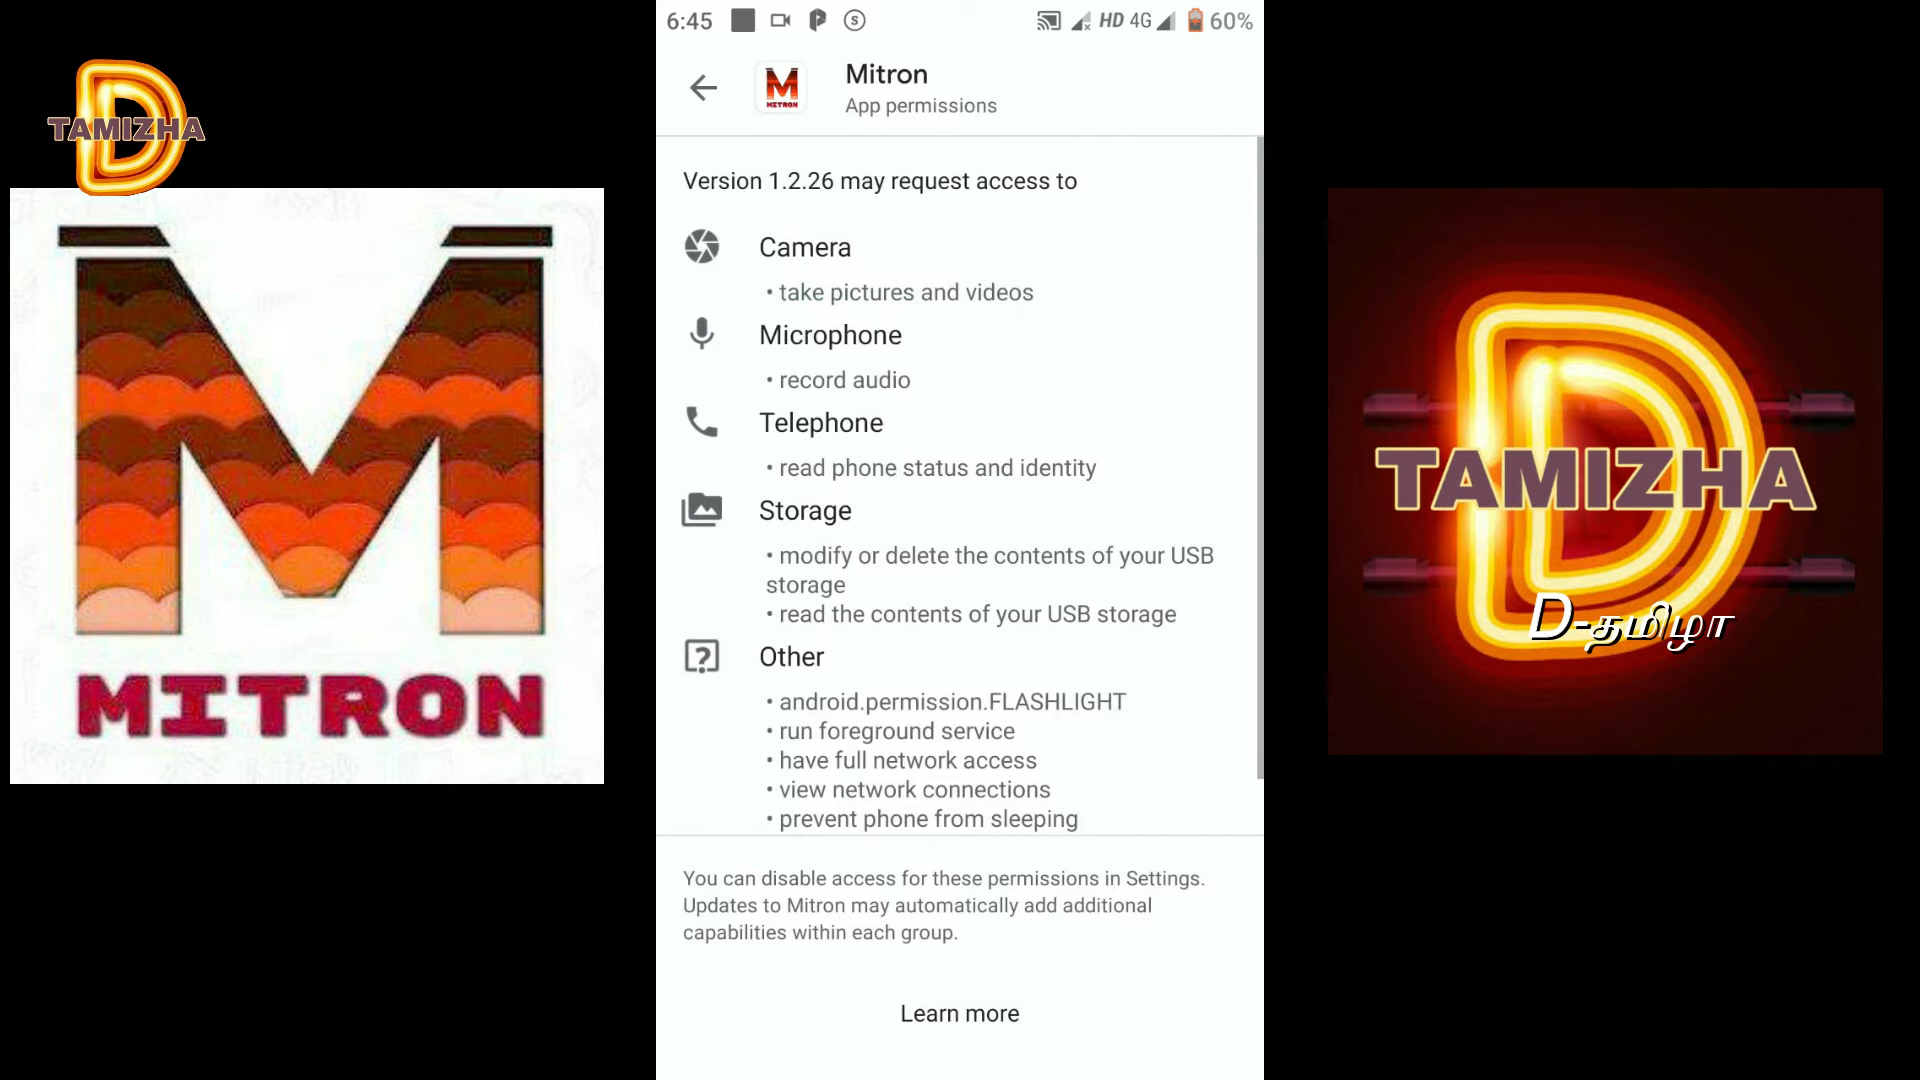 TAMIZHA
MITRON
6:45
HD 4G 60%
MITRON
Mitron
App permissions
Version 1.2.26 may request access to
Camera
• take pictures and videos
Microphone
• record audio
Telephone
• read phone status and identity
Storage
• modify or delete the contents of your USB
storage
• read the contents of your USB storage
Other
• android.permission.FLASHLIGHT
• run foreground service
• have full network access
• view network connections
• prevent phone from sleeping
You can disable access for these permissions in Settings.
Updates to Mitron may automatically add additional
capabilities within each group.
Learn more
TAMIZHA
D-தமிழா